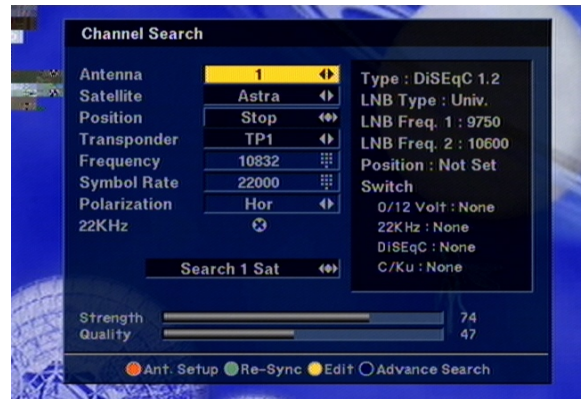 Channel Search
Antenna 1
Satellite Astra
Position Stop
Transponder TP1
Frequency 10832
Symbol Rate 22000
Polarization Hor
22KHz
Search 1 Sat
Type : DiSEqC 1.2
LNB Type : Univ.
LNB Freq. 1 : 9750
LNB Freq. 2 : 10600
Position : Not Set
Switch
0/12 Volt : None
22KHz : None
DiSEqC : None
C/Ku : None
Strength 74
Quality 47
Ant. Setup Re-Sync Edit Advance Search